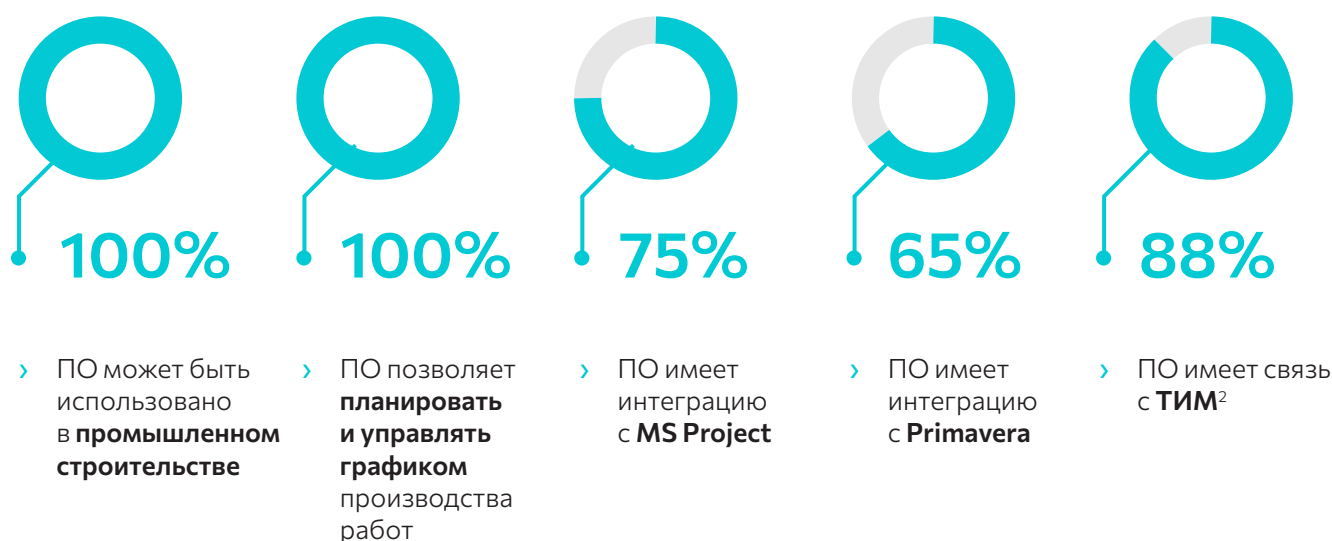 100%
100%
75%
65%
88%
› ПО может быть
использовано
в промышленном
строительстве
› ПО позволяет
планировать
и управлять
графиком
производства
работ
› ПО имеет
интеграцию
с MS Project
› ПО имеет
интеграцию
с Primavera
› ПО имеет связь
с ТИМ²